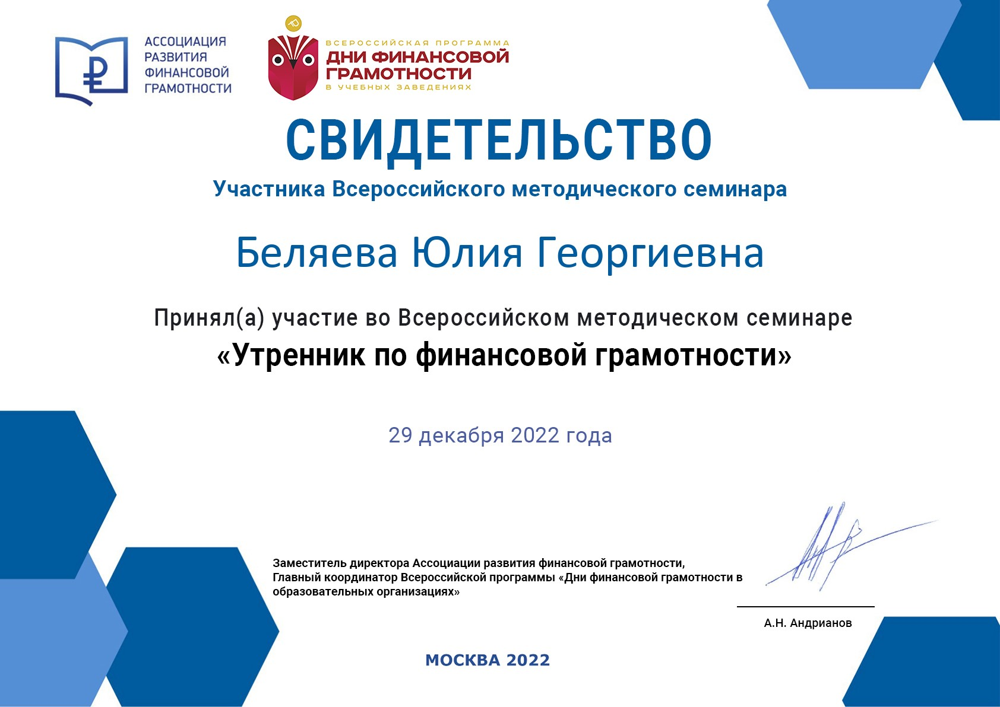 АССОЦИАЦИЯ
РАЗВИТИЯ
ФИНАНСОВОЙ
ГРАМОТНОСТИ
ВСЕРОССИЙСКАЯ ПРОГРАММА
ДНИ ФИНАНСОВОЙ
ГРАМОТНОСТИ
В УЧЕБНЫХ ЗАВЕДЕНИЯХ
СВИДЕТЕЛЬСТВО
Участника Всероссийского методического семинара
Беляева Юлия Георгиевна
Принял(а) участие во Всероссийском методическом семинаре
«Утренник по финансовой грамотности»
29 декабря 2022 года
Заместитель директора Ассоциации развития финансовой грамотности,
Главный координатор Всероссийской программы «Дни финансовой грамотности в
образовательных организациях»
А.Н. Андрианов
МОСКВА 2022